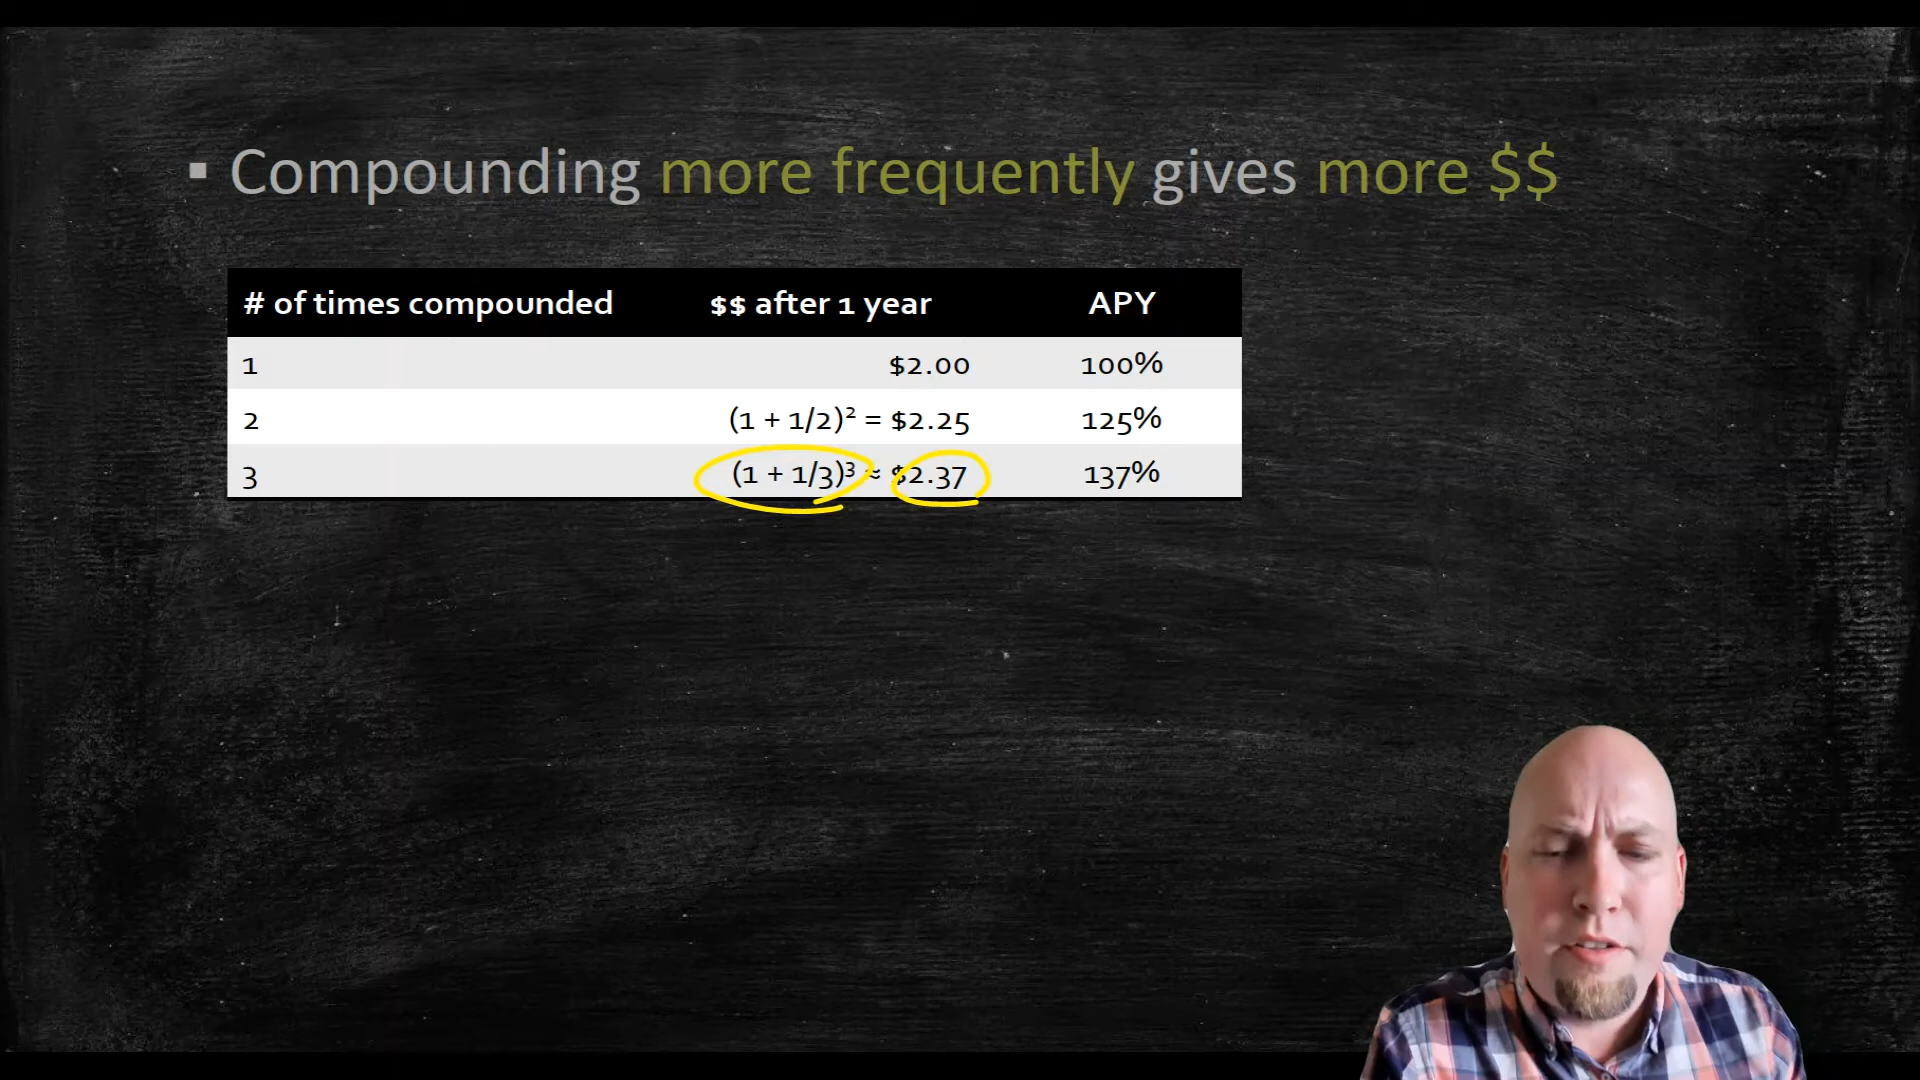 ▪ Compounding more frequently gives more $$
# of times compounded $$ after 1 year APY
1 $2.00 100%
2 (1 + 1/2)² = $2.25 125%
3 (1 + 1/3)³ ≈ $2.37 137%